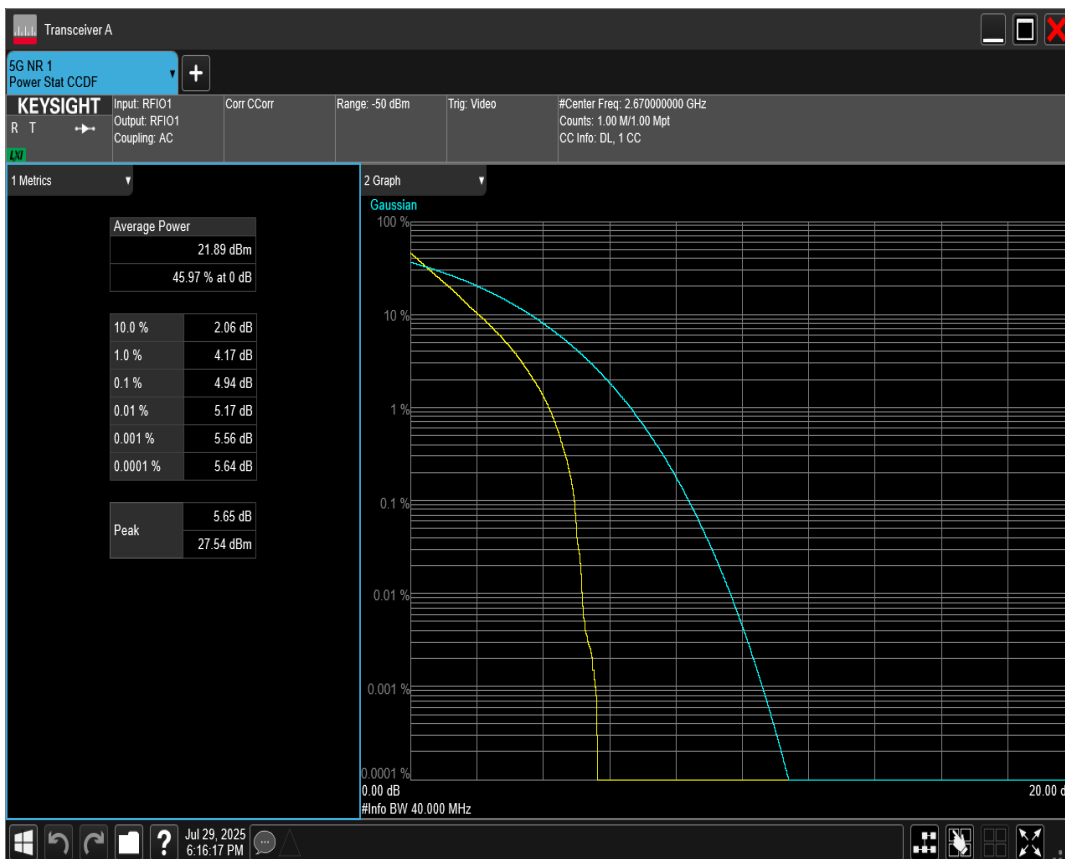 Transceiver A
5G NR 1
Power Stat CCDF
KEYSIGHT
R T
LXI
Input: RFIO1
Output: RFIO1
Coupling: AC
Corr CCorr
Range: -50 dBm
Trig: Video
#Center Freq: 2.670000000 GHz
Counts: 1.00 M/1.00 Mpt
CC Info: DL, 1 CC
1 Metrics
Average Power
21.89 dBm
45.97 % at 0 dB
10.0 % 2.06 dB
1.0 % 4.17 dB
0.1 % 4.94 dB
0.01 % 5.17 dB
0.001 % 5.56 dB
0.0001 % 5.64 dB
Peak
5.65 dB
27.54 dBm
2 Graph
Gaussian
100 %
10 %
1 %
0.1 %
0.01 %
0.001 %
0.0001 %
0.00 dB
20.00 d
#Info BW 40.000 MHz
?
Jul 29, 2025
6:16:17 PM